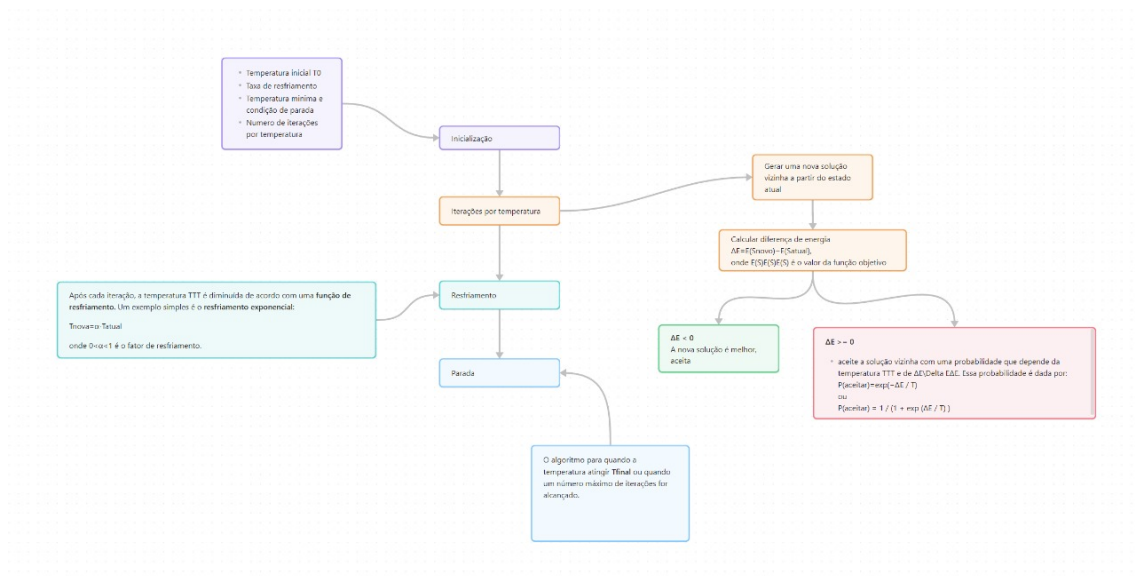 Temperatura inicial T0
Taxa de resfriamento
Temperatura mínima e
condição de parada
Numero de iterações
por temperatura
Inicialização
Iterações por temperatura
Gerar uma nova solução
vizinha a partir do estado
atual
Calcular diferença de energia
ΔE=E(Snovo)−E(Satual),
onde E(S)E(S)E(S) é o valor da função objetivo
Resfriamento
Após cada iteração, a temperatura TTT é diminuída de acordo com uma função de
resfriamento. Um exemplo simples é o resfriamento exponencial:
Tnova=α⋅Tatual
onde 0<α<1 é o fator de resfriamento.
ΔE < 0
A nova solução é melhor,
aceita
ΔE >= 0
aceite a solução vizinha com uma probabilidade que depende da
temperatura TTT e de ΔE\Delta EΔE. Essa probabilidade é dada por:
P(aceitar)=exp(−ΔE / T)
ou
P(aceitar) = 1 / (1 + exp (ΔE / T) )
Parada
O algoritmo para quando a
temperatura atingir Tfinal ou quando
um número máximo de iterações for
alcançado.